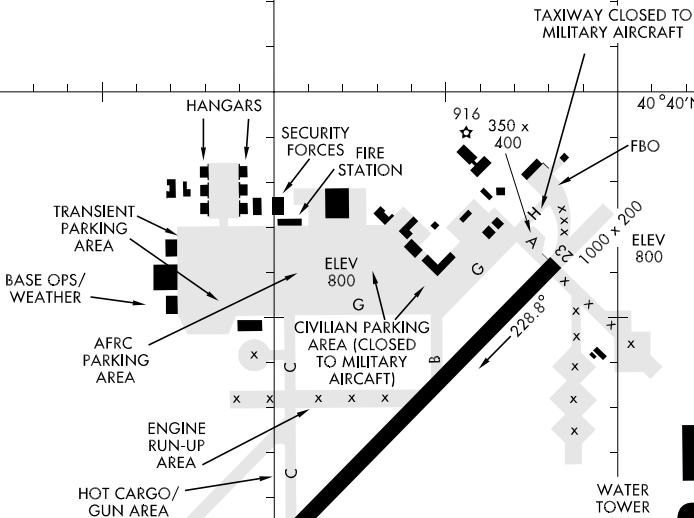 TAXIWAY CLOSED TO
MILITARY AIRCRAFT
40°40'N
HANGARS
916
350 x
400
SECURITY
FORCES
FIRE
STATION
FBO
TRANSIENT
PARKING
AREA
H
A
23
1000 x 200
ELEV
800
BASE OPS/
WEATHER
ELEV
800
G
G
228.8°
AFRC
PARKING
AREA
CIVILIAN PARKING
AREA (CLOSED
TO MILITARY
AIRCAFT)
B
C
x
x x x x x
x x x x
x x x x x x x x
ENGINE
RUN-UP
AREA
C
HOT CARGO/
GUN AREA
WATER
TOWER